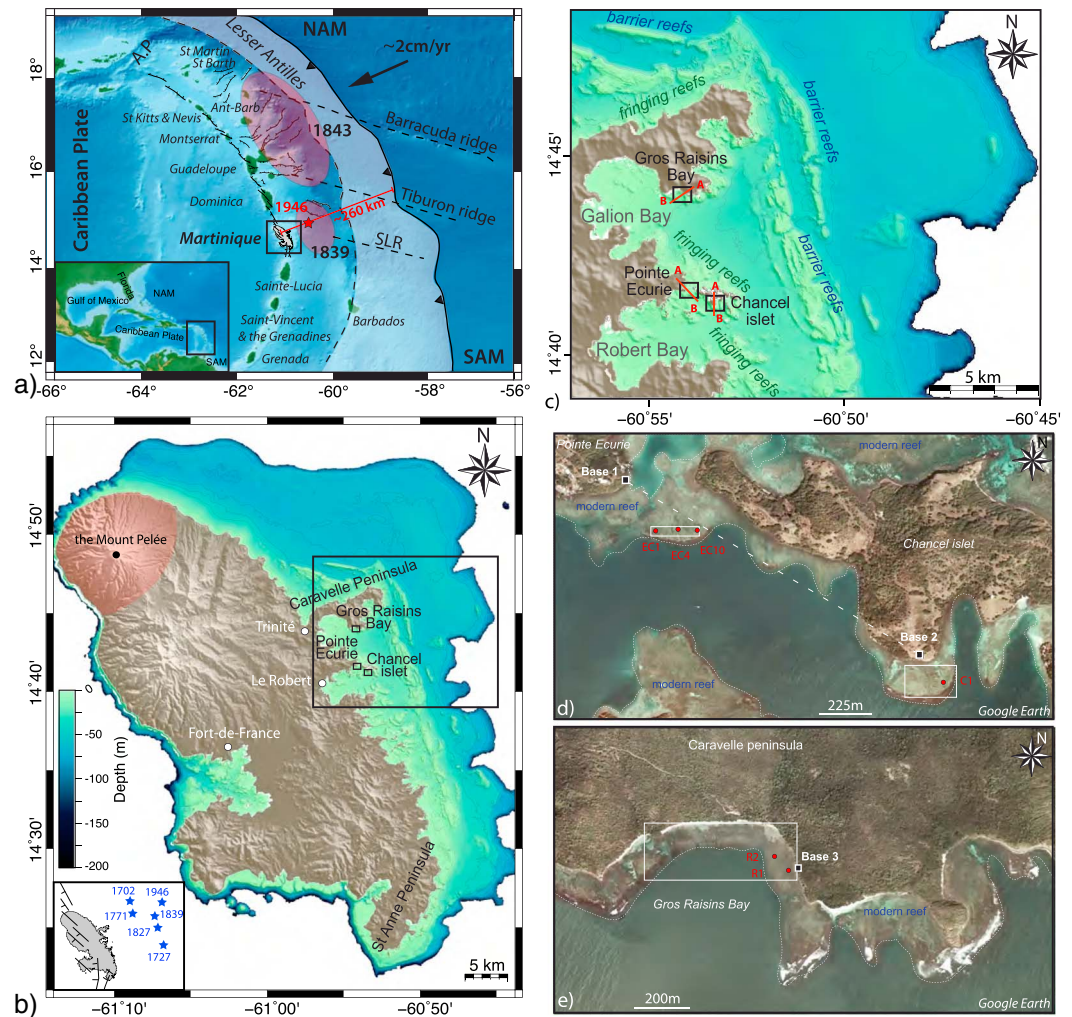 NAM
Lesser Antilles
~2cm/yr
A.P
St Martin
St Barth
18°
Ant-Barb
St Kitts & Nevis
1843
Barracuda ridge
Montserrat
16°
Guadeloupe
Tiburon ridge
Dominica
1946
~260 km
Caribbean Plate
Martinique
SLR
1839
14°
Sainte-Lucia
Saint-Vincent
& the Grenadines
Barbados
Grenada
SAM
12°
Florida
Gulf of Mexico
NAM
Caribbean Plate
SAM
a)
-66
-64
-62
-60
-58
-56
-54
N
14°50'
the Mount Pelée
Caravelle Peninsula
Gros Raisins
Bay
Trinité
Pointe
Ecurie
Chancel
islet
14°40'
Le Robert
Fort-de-France
0
-50
-100
-150
-200
Depth (m)
14°30'
St Anne Peninsula
1702
1946
1771
1839
1827
1727
5 km
b)
−61°10'
−61°00'
−60°50'
N
barrier reefs
barrier reefs
fringing reefs
14°45'
Gros Raisins
Bay
A
B
Galion Bay
fringing reefs
barrier reefs
Pointe
Ecurie
A
A
B
B
Chancel
islet
Robert Bay
fringing reefs
14°40'
5 km
c)
−60°55'
−60°50'
−60°45'
Pointe Ecurie
modern reef
N
Base 1
modern reef
EC1
EC4
EC10
Chancel islet
Base 2
modern reef
C1
d)
225m
Google Earth
Caravelle peninsula
N
R2
Base 3
R1
Gros Raisins Bay
modern reef
e)
200m
Google Earth